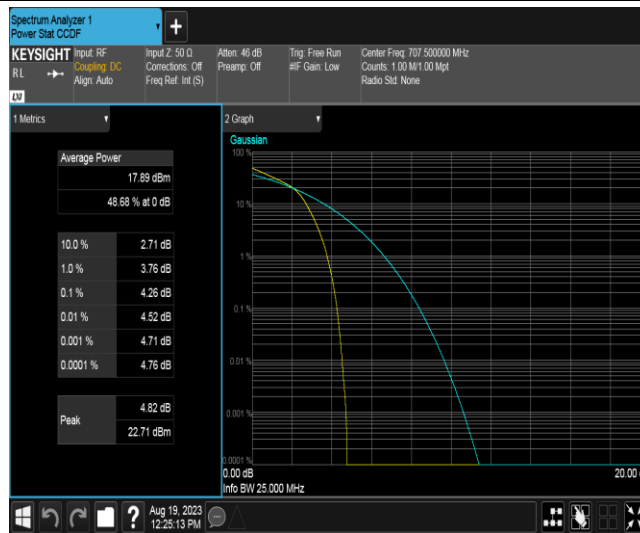 Spectrum Analyzer 1
Power Stat CCDF
KEYSIGHT
RL
LXI
Input: RF
Coupling: DC
Align: Auto
Input Z: 50 Ω
Corrections: Off
Freq Ref: Int (S)
Atten: 46 dB
Preamp: Off
Trig: Free Run
#IF Gain: Low
Center Freq: 707.500000 MHz
Counts: 1.00 M/1.00 Mpt
Radio Std: None
1 Metrics
Average Power
17.89 dBm
48.68 % at 0 dB
10.0 % 2.71 dB
1.0 % 3.76 dB
0.1 % 4.26 dB
0.01 % 4.52 dB
0.001 % 4.71 dB
0.0001 % 4.76 dB
Peak
4.82 dB
22.71 dBm
2 Graph
Gaussian
100 %
10 %
1 %
0.1 %
0.01 %
0.001 %
0.0001 %
0.00 dB
20.00
Info BW 25.000 MHz
Aug 19, 2023
12:25:13 PM